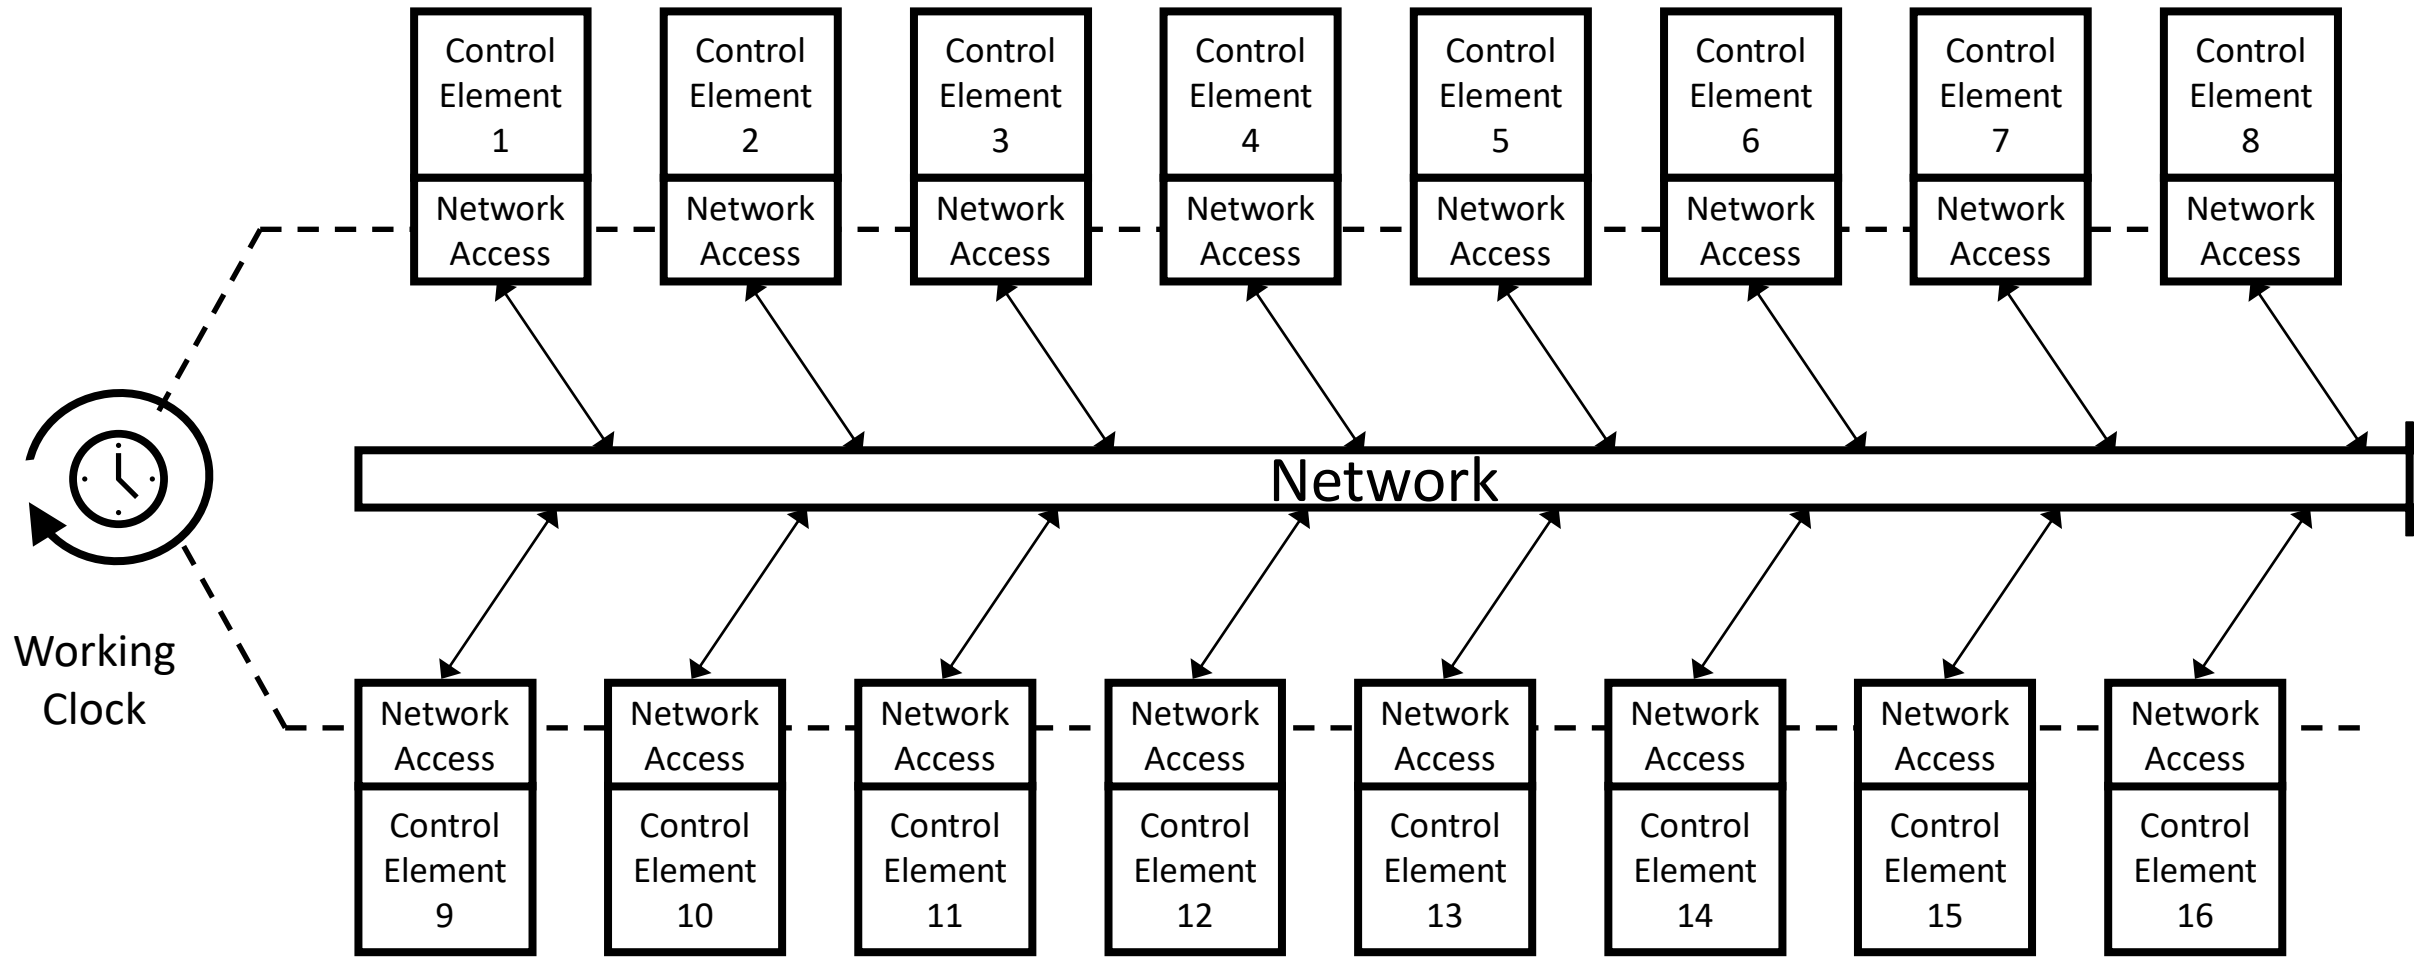 Control
Element
1
Network
Access
Control
Element
2
Network
Access
Control
Element
3
Network
Access
Control
Element
4
Network
Access
Control
Element
5
Network
Access
Control
Element
6
Network
Access
Control
Element
7
Network
Access
Control
Element
8
Network
Access
Network
Working
Clock
Network
Access
Control
Element
9
Network
Access
Control
Element
10
Network
Access
Control
Element
11
Network
Access
Control
Element
12
Network
Access
Control
Element
13
Network
Access
Control
Element
14
Network
Access
Control
Element
15
Network
Access
Control
Element
16